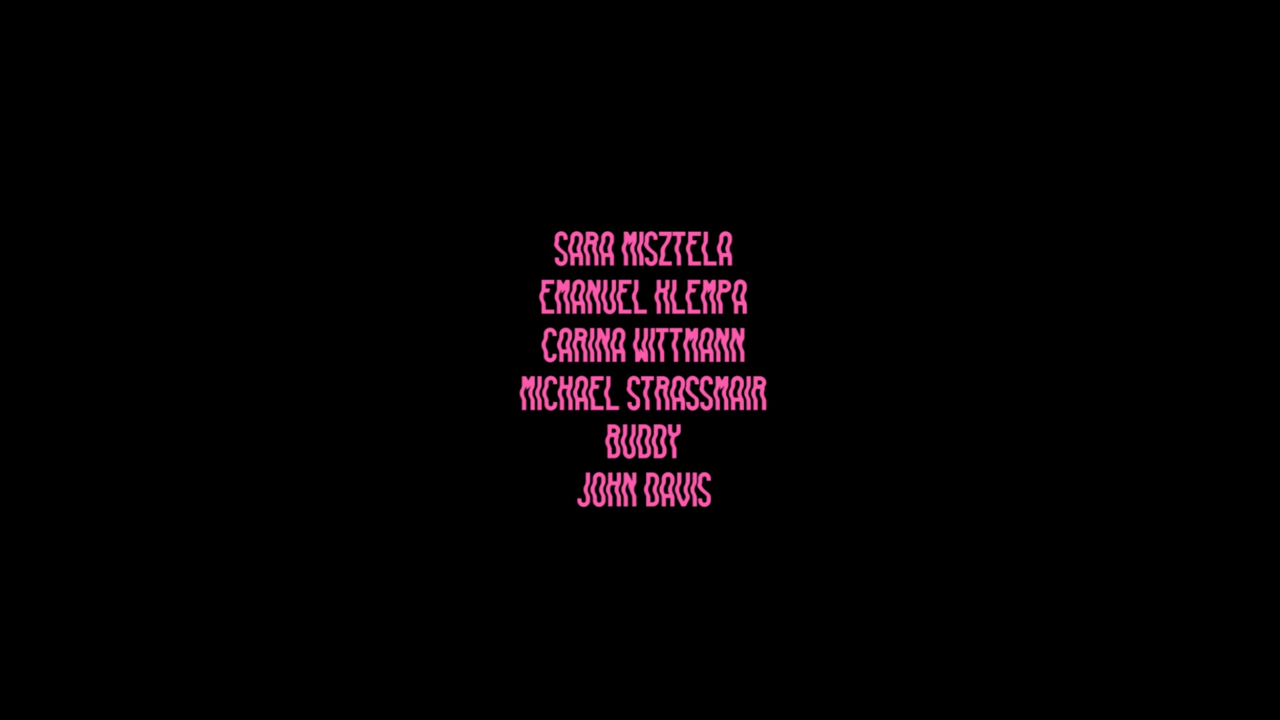 SARA MISZTELA
EMANUEL KLEMPA
CARINA WITTMANN
MICHAEL STRASSMAIR
BUDDY
JOHN DAVIS